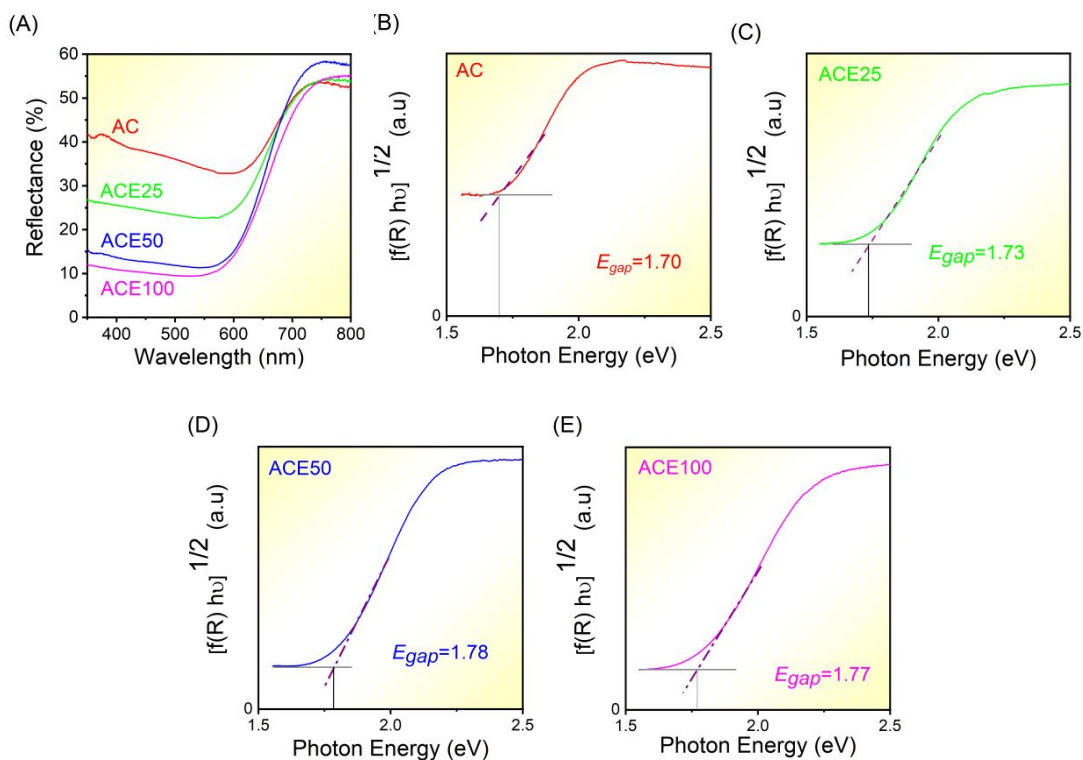 (A)
60
50
40
30
20
10
0
Reflectance (%)
AC
ACE25
ACE50
ACE100
400 500 600 700 800
Wavelength (nm)
(B)
AC
[f(R) hυ] 1/2 (a.u)
E gap=1.70
0
1.5 2.0 2.5
Photon Energy (eV)
(C)
ACE25
[f(R) hυ] 1/2 (a.u)
E gap=1.73
0
1.5 2.0 2.5
Photon Energy (eV)
(D)
ACE50
[f(R) hυ] 1/2 (a.u)
E gap=1.78
0
1.5 2.0 2.5
Photon Energy (eV)
(E)
ACE100
[f(R) hυ] 1/2 (a.u)
E gap=1.77
0
1.5 2.0 2.5
Photon Energy (eV)